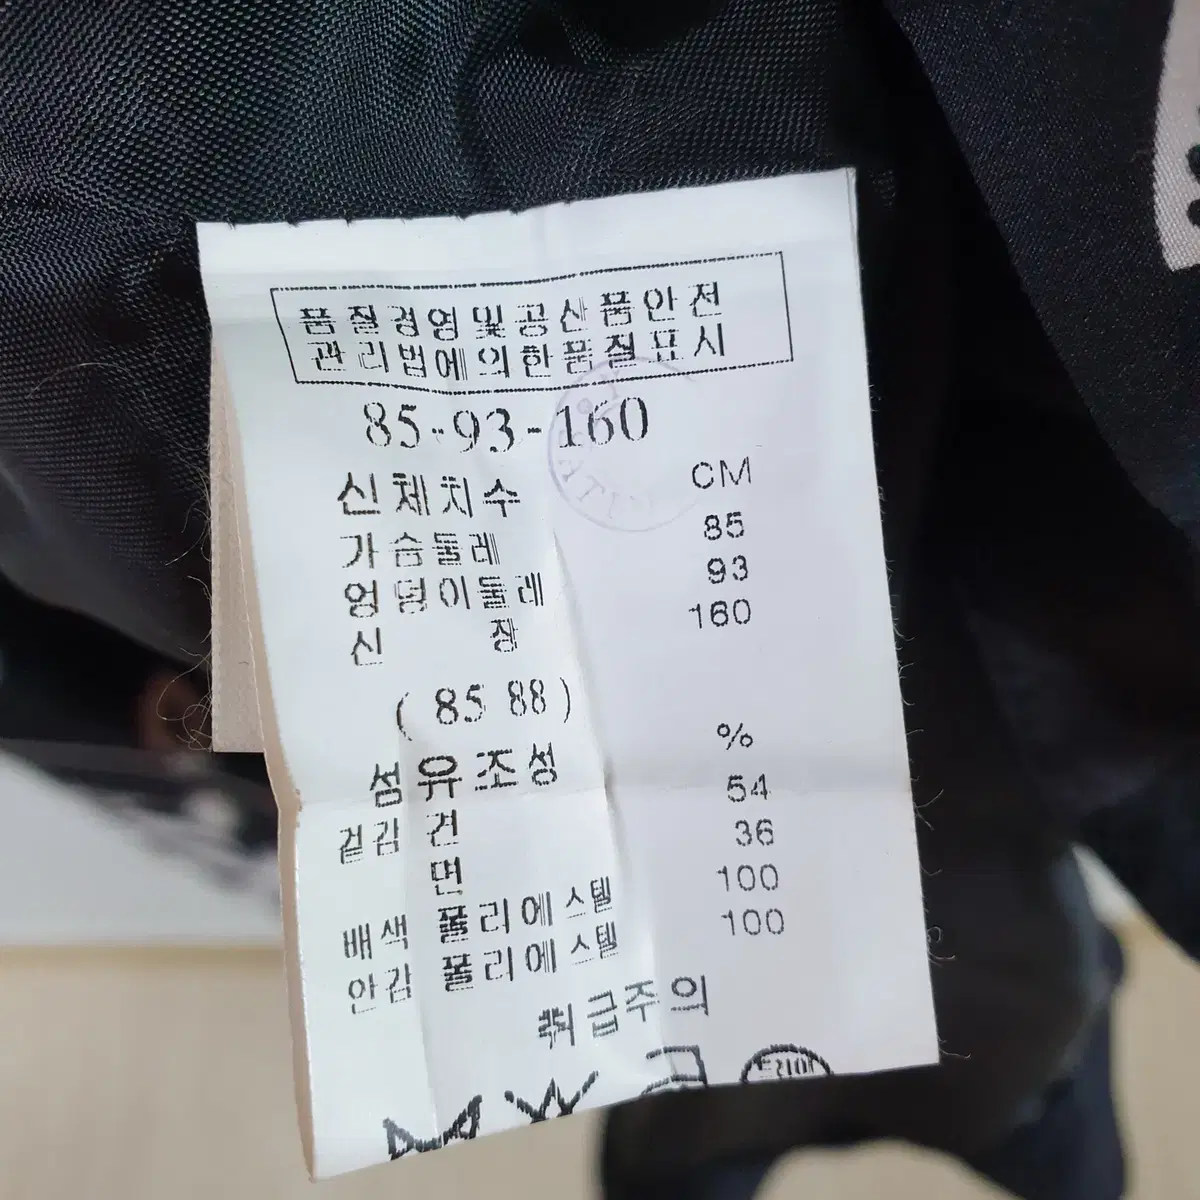 품질경영및공산품안전
관리법에의한품질표시
85-93-160
신체치수 CM
가슴둘레 85
엉덩이둘레 93
신 장 160
( 85 88 )
섬유조성 %
겉감 견 54
면 36
배색 폴리에스텔 100
안감 폴리에스텔 100
취급주의
드라이